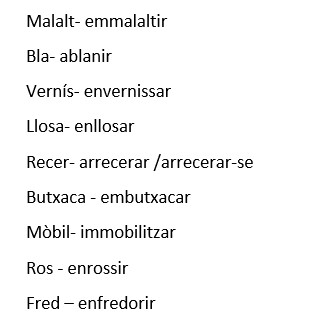 Malalt- emmalaltir
Bla- ablanir
Vernís- envernissar
Llosa- enllosar
Recer- arrecerar /arrecerar-se
Butxaca - embutxacar
Mòbil- immobilitzar
Ros - enrossir
Fred – enfredorir